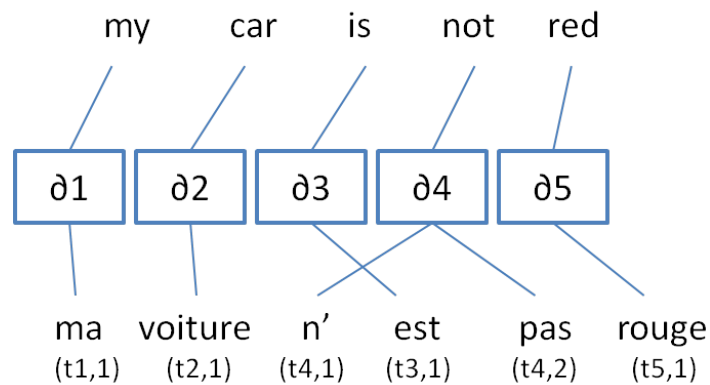 my car is not red
∂1 ∂2 ∂3 ∂4 ∂5
ma voiture n’ est pas rouge
(t1,1) (t2,1) (t4,1) (t3,1) (t4,2) (t5,1)